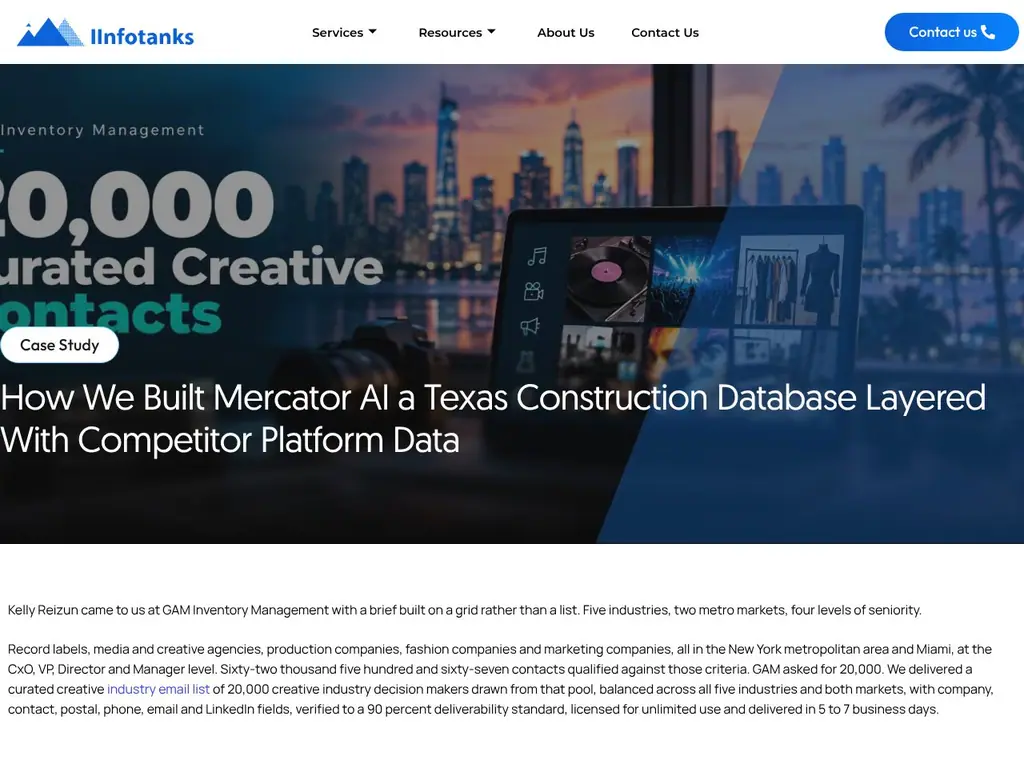 IInfotanks
Services
Resources
About Us
Contact Us
Contact us
Inventory Management
20,000
urated Creative
ontacts
Case Study
How We Built Mercator AI a Texas Construction Database Layered
With Competitor Platform Data
Kelly Reizun came to us at GAM Inventory Management with a brief built on a grid rather than a list. Five industries, two metro markets, four levels of seniority.
Record labels, media and creative agencies, production companies, fashion companies and marketing companies, all in the New York metropolitan area and Miami, at the
CxO, VP, Director and Manager level. Sixty-two thousand five hundred and sixty-seven contacts qualified against those criteria. GAM asked for 20,000. We delivered a
curated creative industry email list of 20,000 creative industry decision makers drawn from that pool, balanced across all five industries and both markets, with company,
contact, postal, phone, email and LinkedIn fields, verified to a 90 percent deliverability standard, licensed for unlimited use and delivered in 5 to 7 business days.